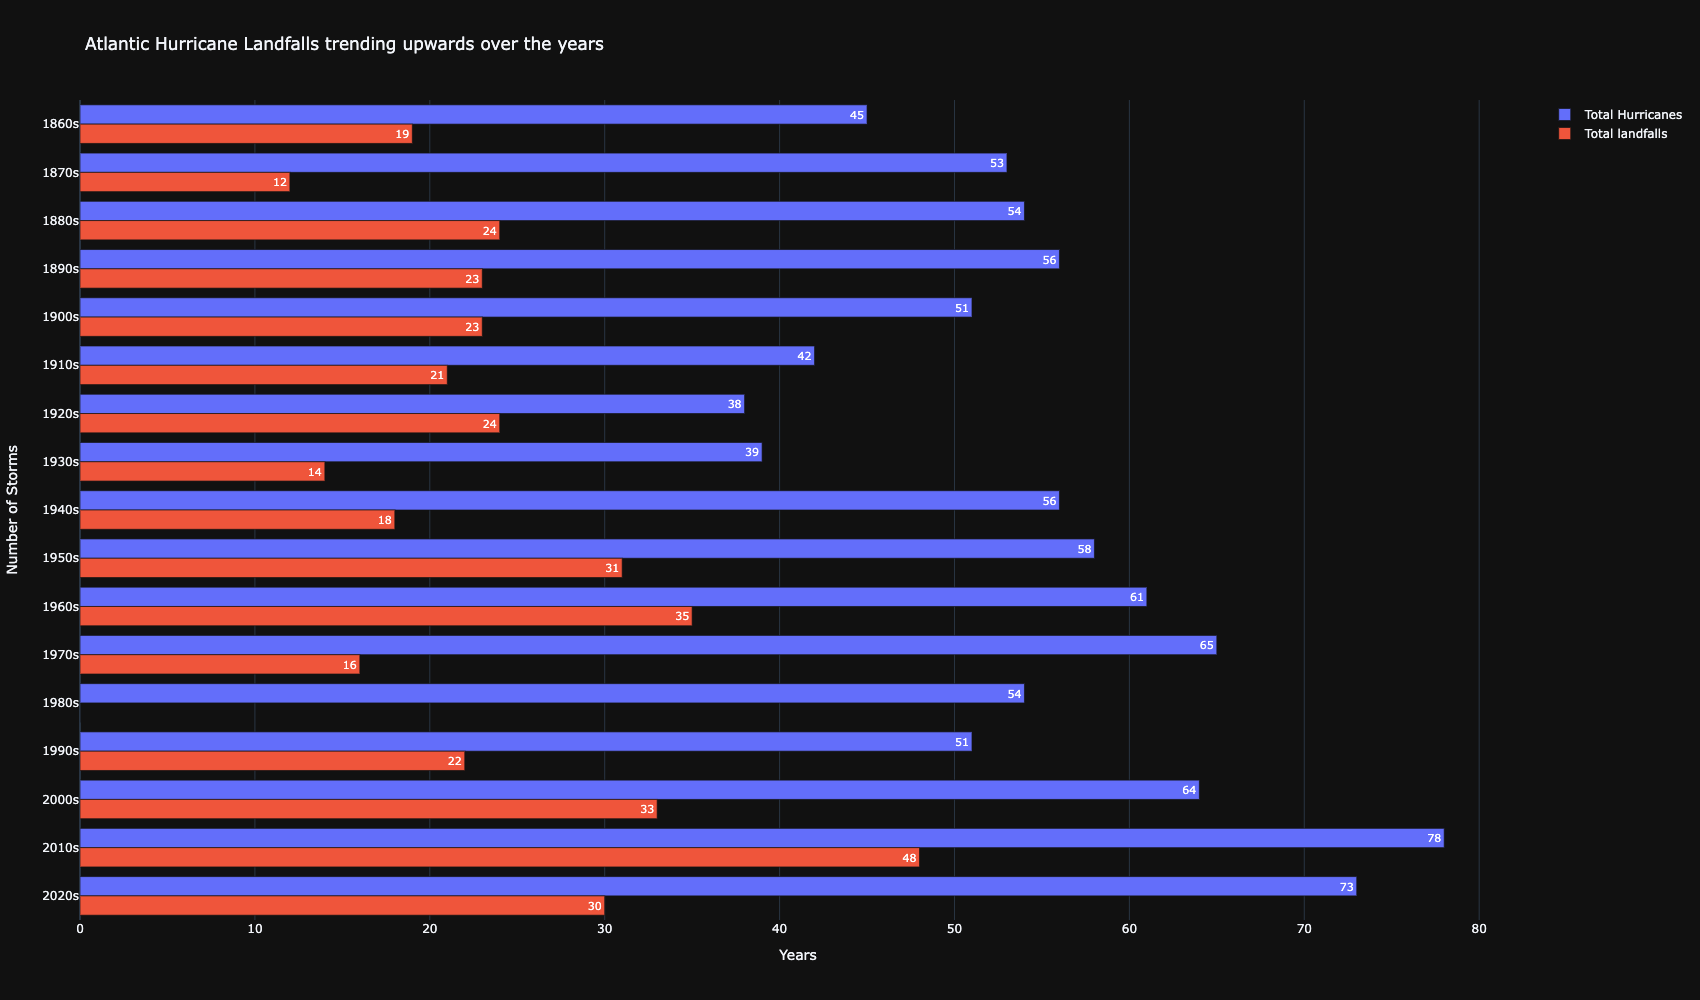 Atlantic Hurricane Landfalls trending upwards over the years
Total Hurricanes
Total landfalls
1860s
45
19
1870s
53
12
1880s
54
24
1890s
56
23
1900s
51
23
1910s
42
21
1920s
38
24
1930s
39
14
1940s
56
18
1950s
58
31
1960s
61
35
1970s
65
16
1980s
54
1990s
51
22
2000s
64
33
2010s
78
48
2020s
73
30
Number of Storms
0 10 20 30 40 50 60 70 80
Years